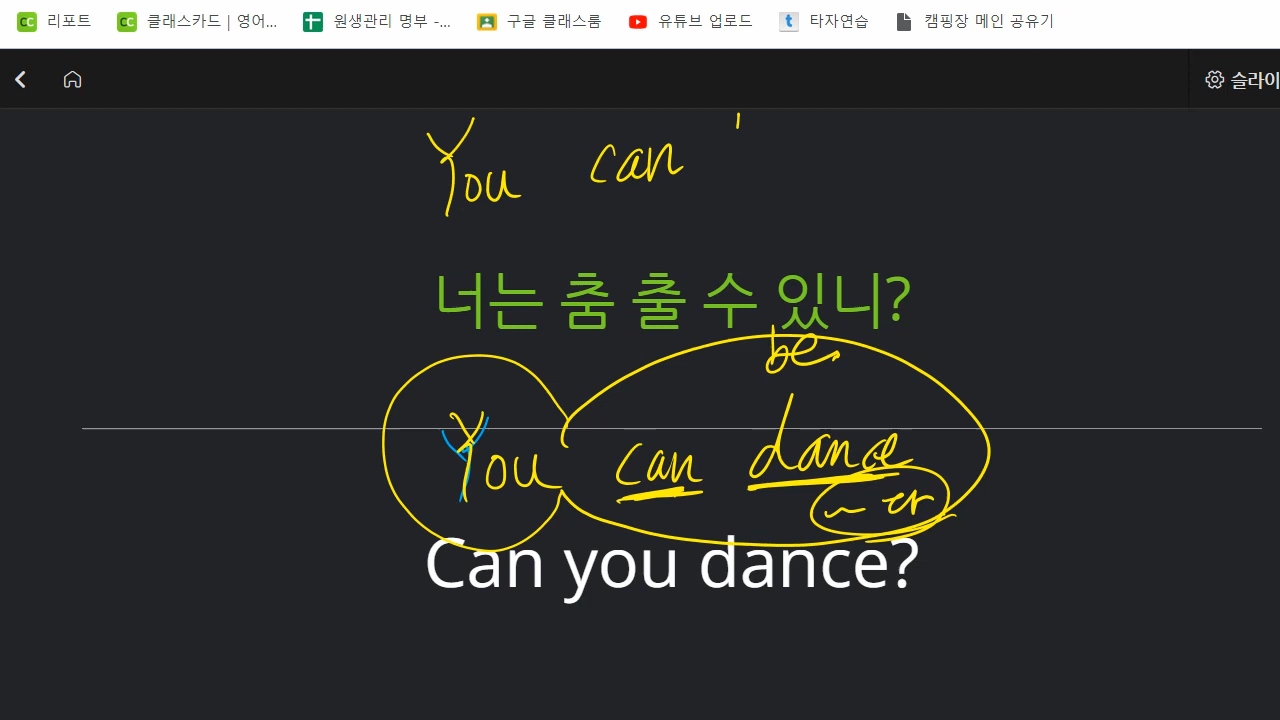 리포트 클래스카드 | 영어... 원생관리 명부 -... 구글 클래스룸 유튜브 업로드 타자연습 캠핑장 메인 공유기
슬라이
You can
너는 춤 출 수 있니?
be
You can dance
~ er
Can you dance?